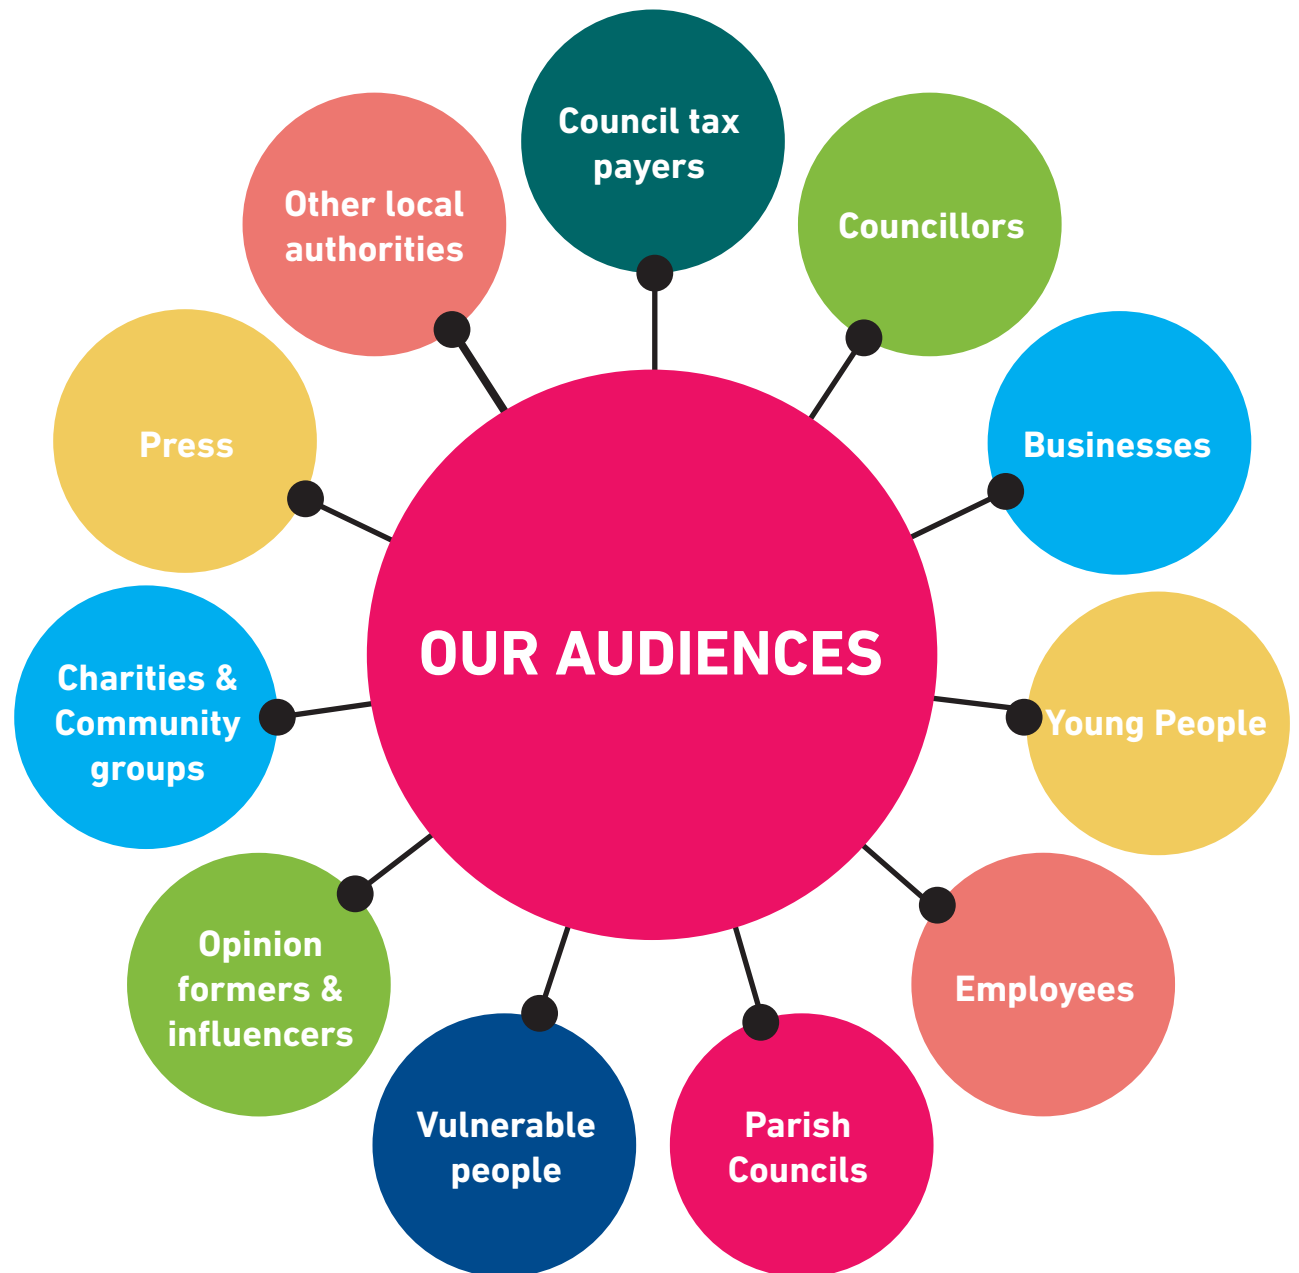 Council tax
payers
Councillors
Businesses
Young People
Employees
Parish
Councils
Vulnerable
people
Opinion
formers &
influencers
Charities &
Community
groups
Press
Other local
authorities
OUR AUDIENCES